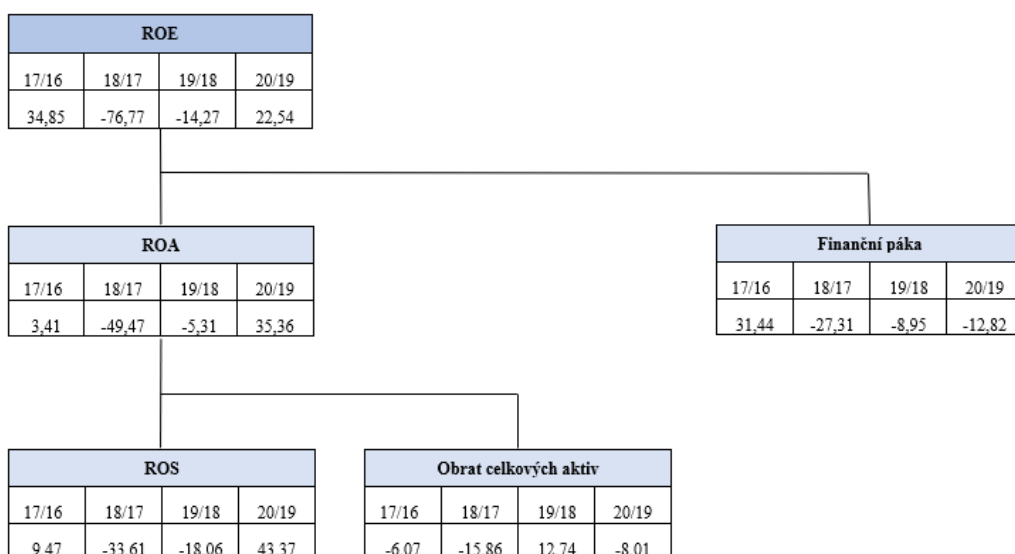 ROE
17/16 18/17 19/18 20/19
34,85 -76,77 -14,27 22,54
ROA
17/16 18/17 19/18 20/19
3,41 -49,47 -5,31 35,36
Finanční páka
17/16 18/17 19/18 20/19
31,44 -27,31 -8,95 -12,82
ROS
17/16 18/17 19/18 20/19
9,47 -33,61 -18,06 43,37
Obrat celkových aktiv
17/16 18/17 19/18 20/19
-6,07 -15,86 12,74 -8,01